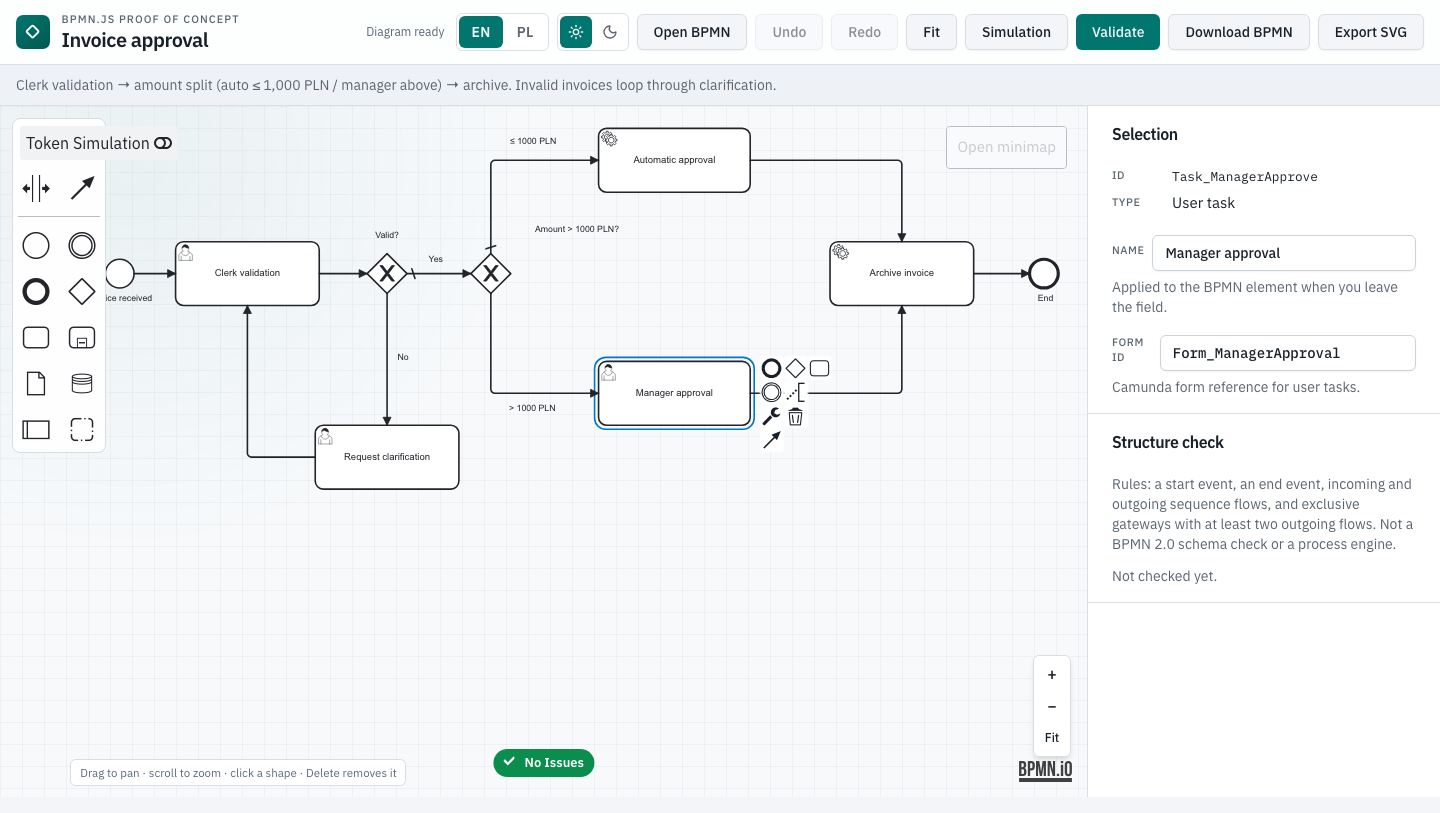 BPMN.JS PROOF OF CONCEPT
Invoice approval
Diagram ready
EN
PL
Open BPMN
Undo
Redo
Fit
Simulation
Validate
Download BPMN
Export SVG
Clerk validation → amount split (auto ≤ 1,000 PLN / manager above) → archive. Invalid invoices loop through clarification.
Token Simulation
Open minimap
≤ 1000 PLN
Automatic approval
Amount > 1000 PLN?
Valid?
Yes
Clerk validation
ice received
Archive invoice
End
No
Manager approval
> 1000 PLN
Request clarification
Drag to pan · scroll to zoom · click a shape · Delete removes it
No Issues
+
−
Fit
BPMN.iO
Selection
ID
Task_ManagerApprove
TYPE
User task
NAME
Manager approval
Applied to the BPMN element when you leave
the field.
FORM
ID
Form_ManagerApproval
Camunda form reference for user tasks.
Structure check
Rules: a start event, an end event, incoming and
outgoing sequence flows, and exclusive
gateways with at least two outgoing flows. Not a
BPMN 2.0 schema check or a process engine.
Not checked yet.